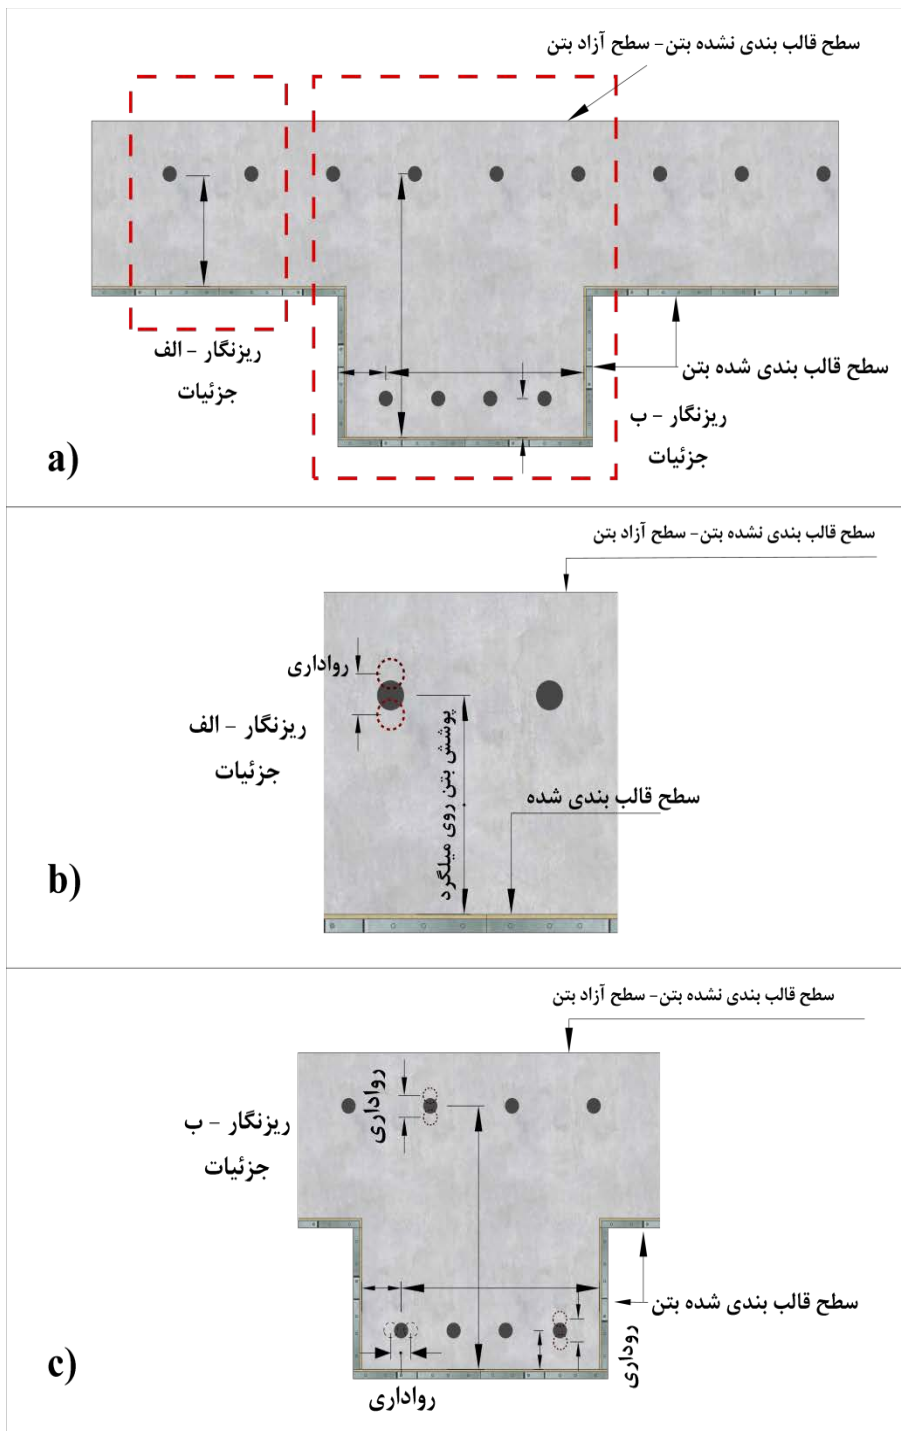 سطح قالب بندی نشده بتن - سطح آزاد بتن
ریزنگار - الف
جزئیات
سطح قالب بندی شده بتن
ریزنگار - ب
جزئیات
a)
سطح قالب بندی نشده بتن - سطح آزاد بتن
رواداری
ریزنگار - الف
جزئیات
پوشش بتن روی میلگرد
سطح قالب بندی شده
b)
سطح قالب بندی نشده بتن - سطح آزاد بتن
رواداری
ریزنگار - ب
جزئیات
سطح قالب بندی شده بتن
روداری
رواداری
c)